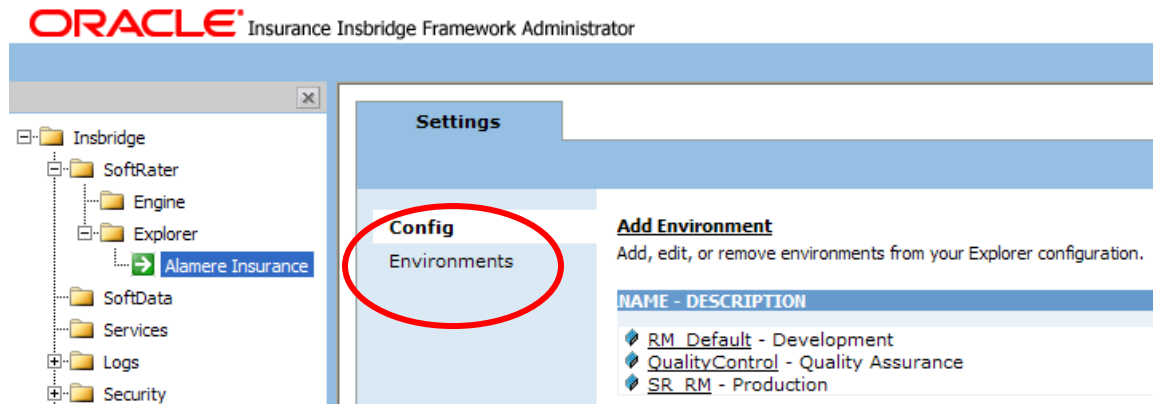 ORACLE Insurance Insbridge Framework Administrator
Insbridge
SoftRater
Engine
Explorer
Alamere Insurance
SoftData
Services
Logs
Security
Settings
Config
Environments
Add Environment
Add, edit, or remove environments from your Explorer configuration.
NAME - DESCRIPTION
RM_Default - Development
QualityControl - Quality Assurance
SR_RM - Production